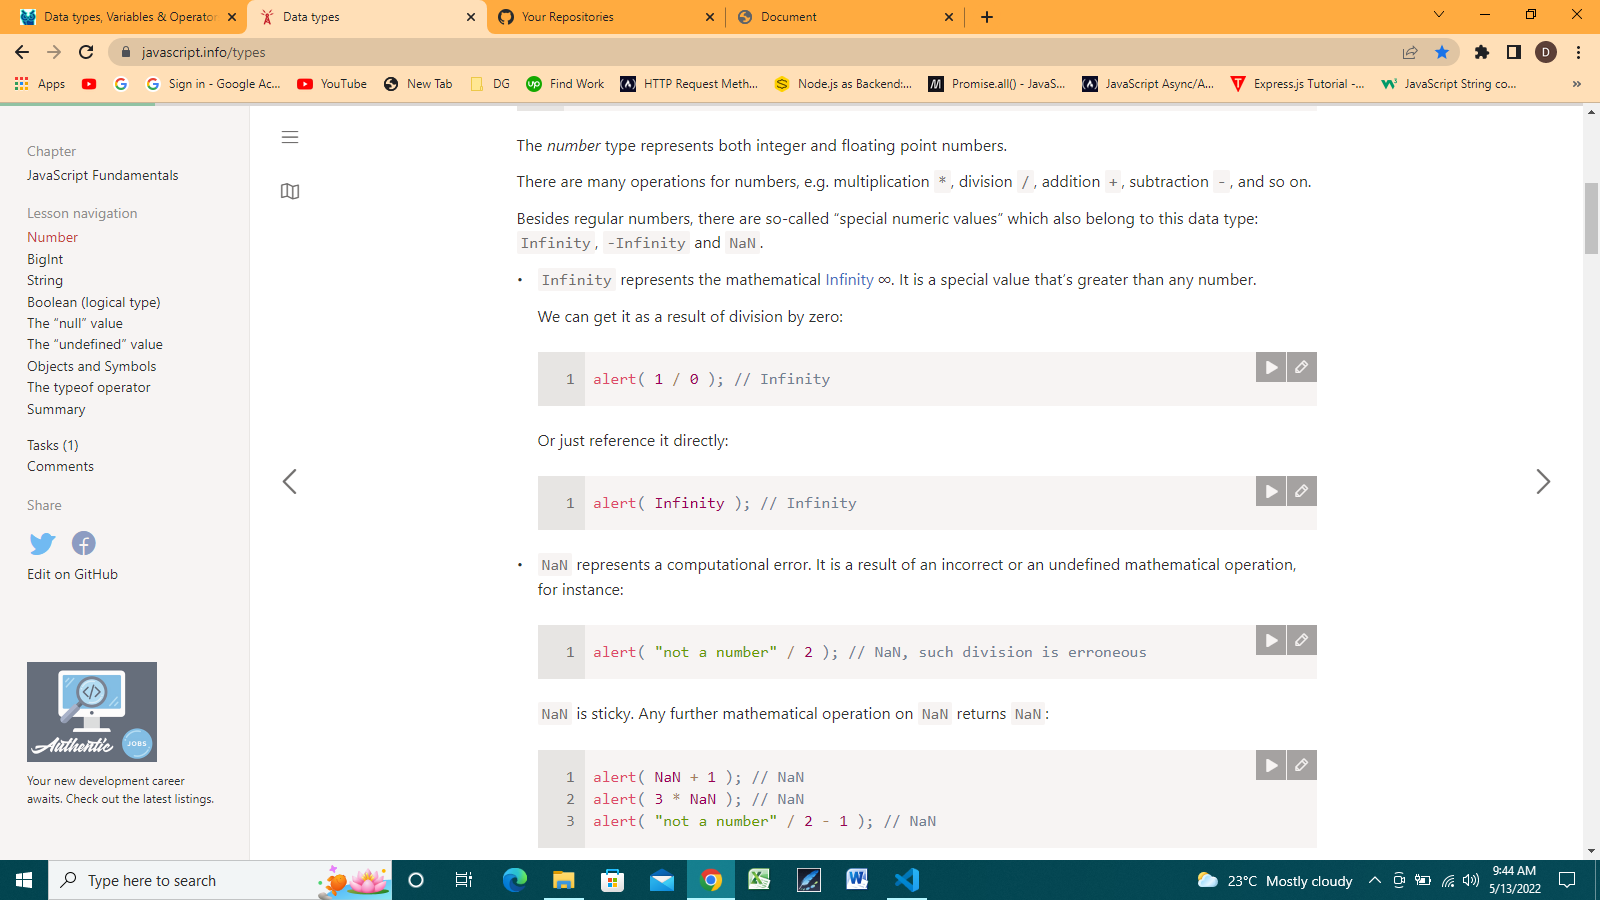 Data types, Variables & Operator
Data types
Your Repositories
Document
javascript.info/types
D
Apps
G
Sign in - Google Ac...
YouTube
New Tab
DG
up
Find Work
HTTP Request Meth...
Node.js as Backend:...
Promise.all() - JavaS...
JavaScript Async/A...
Express.js Tutorial -...
JavaScript String co...
»
Chapter
JavaScript Fundamentals
Lesson navigation
Number
BigInt
String
Boolean (logical type)
The “null” value
The “undefined” value
Objects and Symbols
The typeof operator
Summary
Tasks (1)
Comments
Share
Edit on GitHub
Authentic
JOBS
Your new development career
awaits. Check out the latest listings.
The number type represents both integer and floating point numbers.
There are many operations for numbers, e.g. multiplication *, division /, addition +, subtraction -, and so on.
Besides regular numbers, there are so-called “special numeric values” which also belong to this data type:
Infinity, -Infinity and NaN.
• Infinity represents the mathematical Infinity ∞. It is a special value that’s greater than any number.
We can get it as a result of division by zero:
1 alert( 1 / 0 ); // Infinity
Or just reference it directly:
1 alert( Infinity ); // Infinity
• NaN represents a computational error. It is a result of an incorrect or an undefined mathematical operation,
for instance:
1 alert( "not a number" / 2 ); // NaN, such division is erroneous
NaN is sticky. Any further mathematical operation on NaN returns NaN:
1 alert( NaN + 1 ); // NaN
2 alert( 3 * NaN ); // NaN
3 alert( "not a number" / 2 - 1 ); // NaN
Type here to search
23°C Mostly cloudy
9:44 AM
5/13/2022